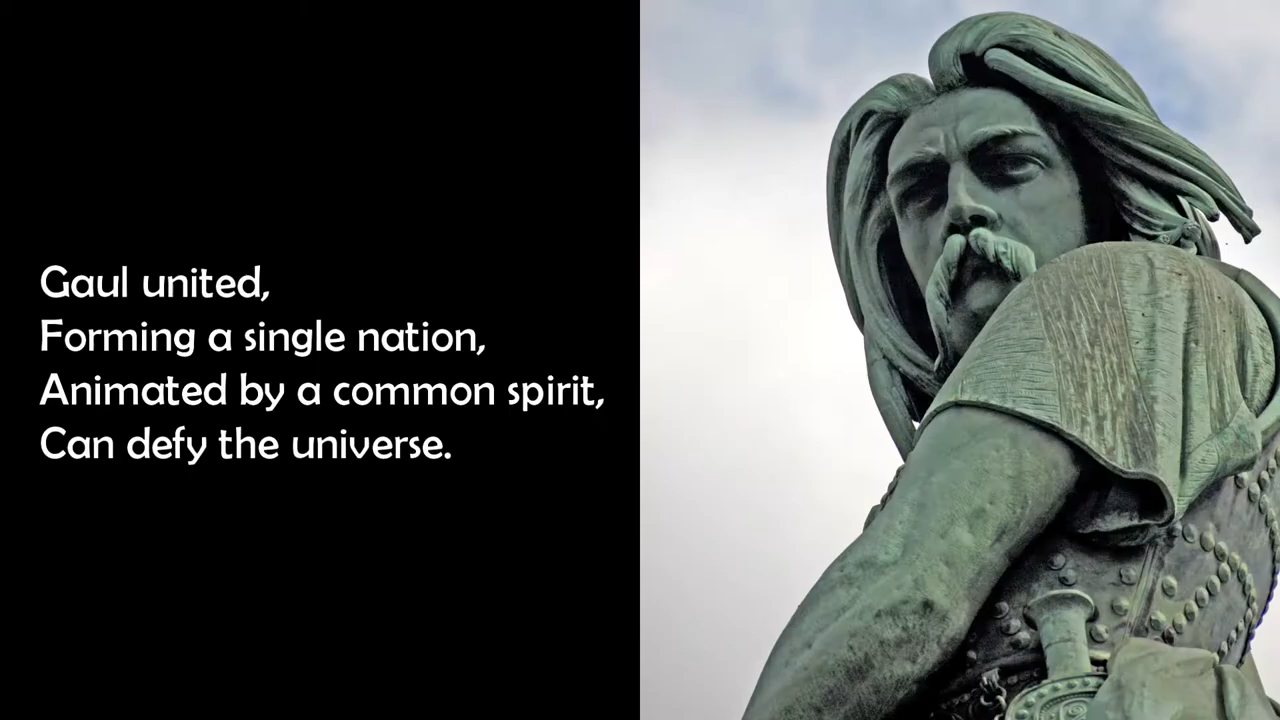 Gaul united,
Forming a single nation,
Animated by a common spirit,
Can defy the universe.